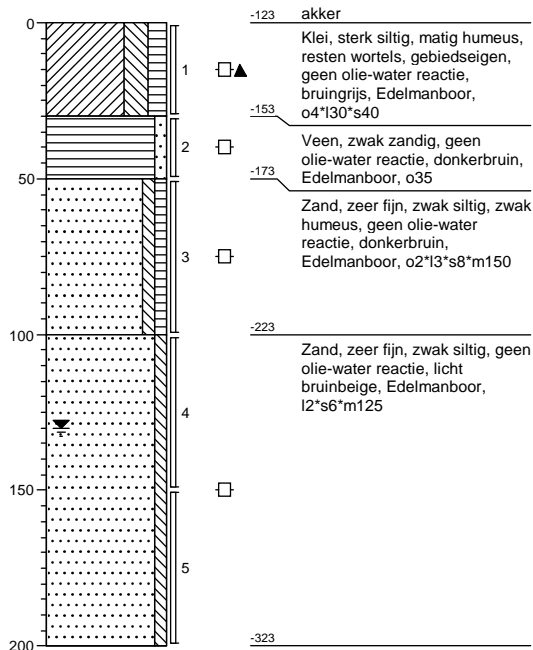 -123 akker
0
Klei, sterk siltig, matig humeus,
resten wortels, gebiedseigen,
geen olie-water reactie,
bruingrijs, Edelmanboor,
o4*l30*s40
1
-153
Veen, zwak zandig, geen
olie-water reactie, donkerbruin,
Edelmanboor, o35
2
-173
50
Zand, zeer fijn, zwak siltig, zwak
humeus, geen olie-water
reactie, donkerbruin,
Edelmanboor, o2*l3*s8*m150
3
-223
100
Zand, zeer fijn, zwak siltig, geen
olie-water reactie, licht
bruinbeige, Edelmanboor,
l2*s6*m125
4
150
5
-323
200